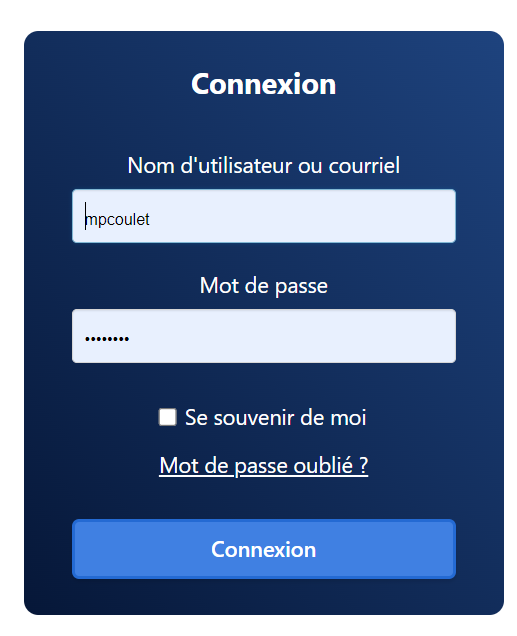 Connexion
Nom d'utilisateur ou courriel
mpcoulet
Mot de passe
••••••••
Se souvenir de moi
Mot de passe oublié ?
Connexion